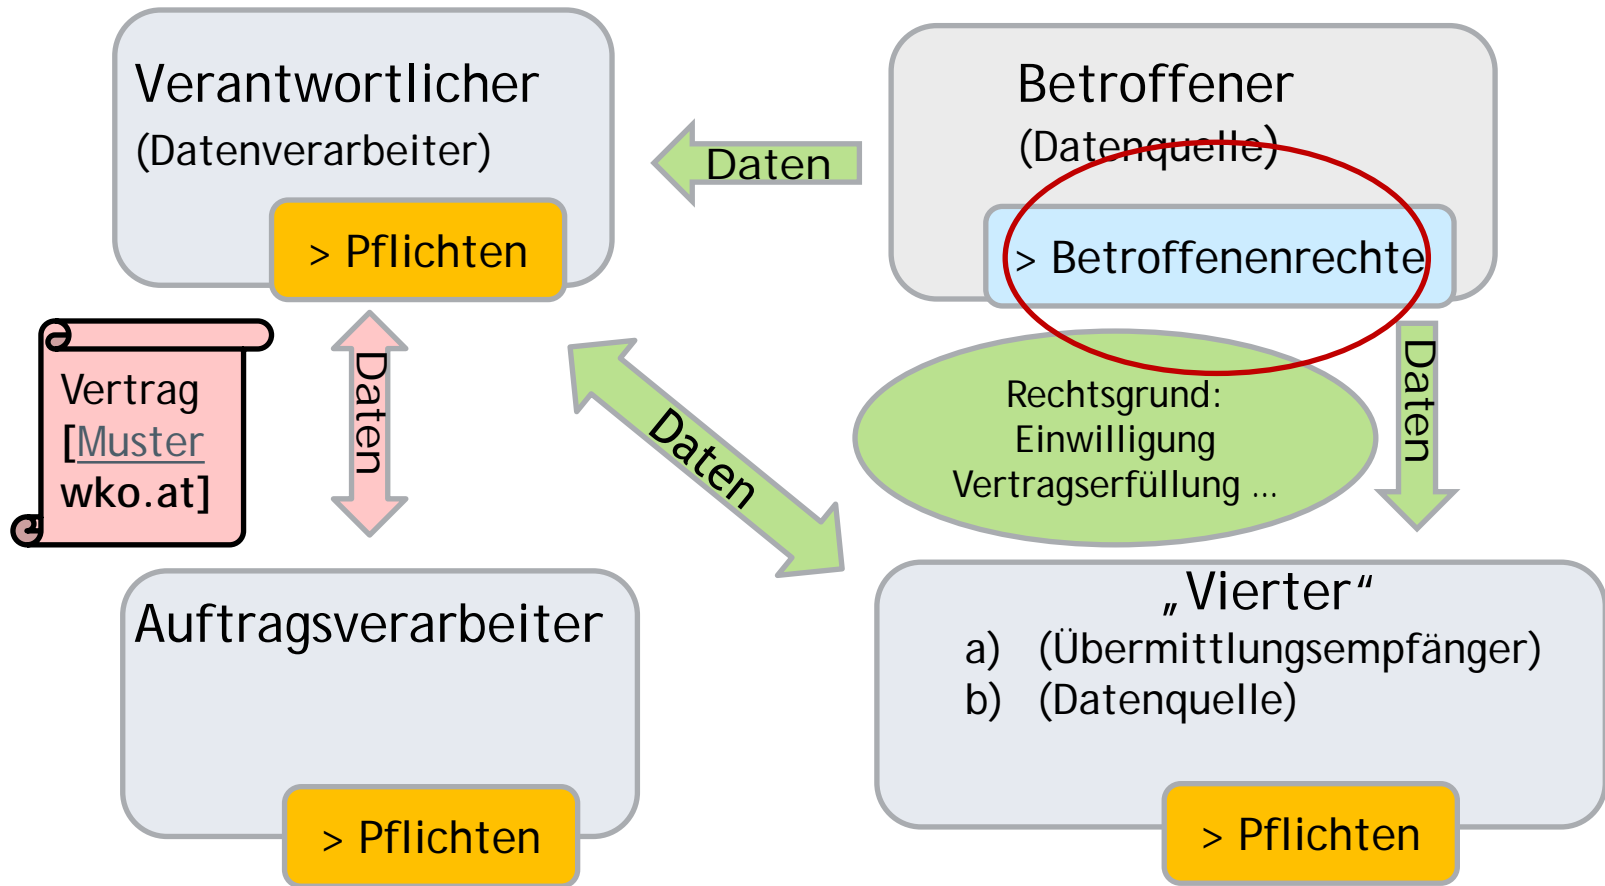 Verantwortlicher
(Datenverarbeiter)
> Pflichten
Daten
Betroffener
(Datenquelle)
> Betroffenenrechte
Vertrag
[Muster
wko.at]
Daten
Daten
Rechtsgrund:
Einwilligung
Vertragserfüllung ...
Daten
Auftragsverarbeiter
> Pflichten
„Vierter“
a) (Übermittlungsempfänger)
b) (Datenquelle)
> Pflichten